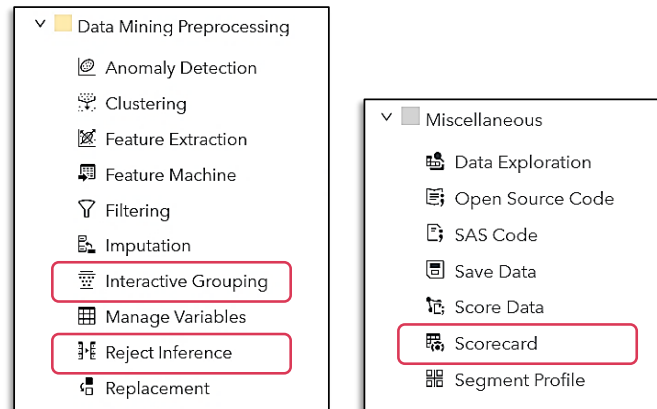 Data Mining Preprocessing
Anomaly Detection
Clustering
Feature Extraction
Feature Machine
Filtering
Imputation
Interactive Grouping
Manage Variables
Reject Inference
Replacement
Miscellaneous
Data Exploration
Open Source Code
SAS Code
Save Data
Score Data
Scorecard
Segment Profile